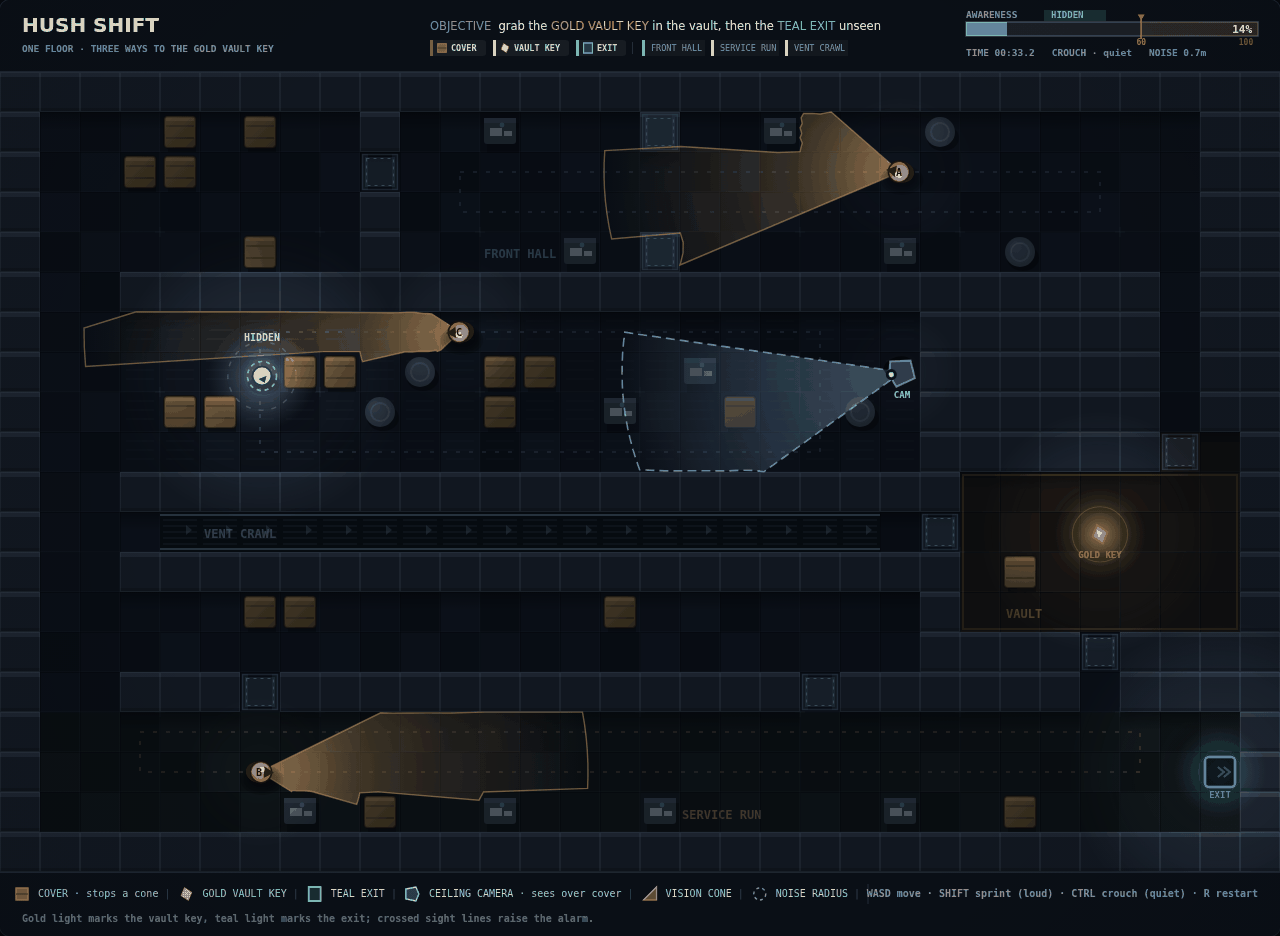 HUSH SHIFT
ONE FLOOR · THREE WAYS TO THE GOLD VAULT KEY
OBJECTIVE grab the GOLD VAULT KEY in the vault, then the TEAL EXIT unseen
COVER VAULT KEY EXIT FRONT HALL SERVICE RUN VENT CRAWL
AWARENESS HIDDEN
14%
60 100
TIME 00:33.2 CROUCH · quiet NOISE 0.7m
A
FRONT HALL
C
HIDDEN
CAM
VENT CRAWL
GOLD KEY
VAULT
B
EXIT
SERVICE RUN
COVER · stops a cone | GOLD VAULT KEY | TEAL EXIT | CEILING CAMERA · sees over cover | VISION CONE | NOISE RADIUS | WASD move · SHIFT sprint (loud) · CTRL crouch (quiet) · R restart
Gold light marks the vault key, teal light marks the exit; crossed sight lines raise the alarm.